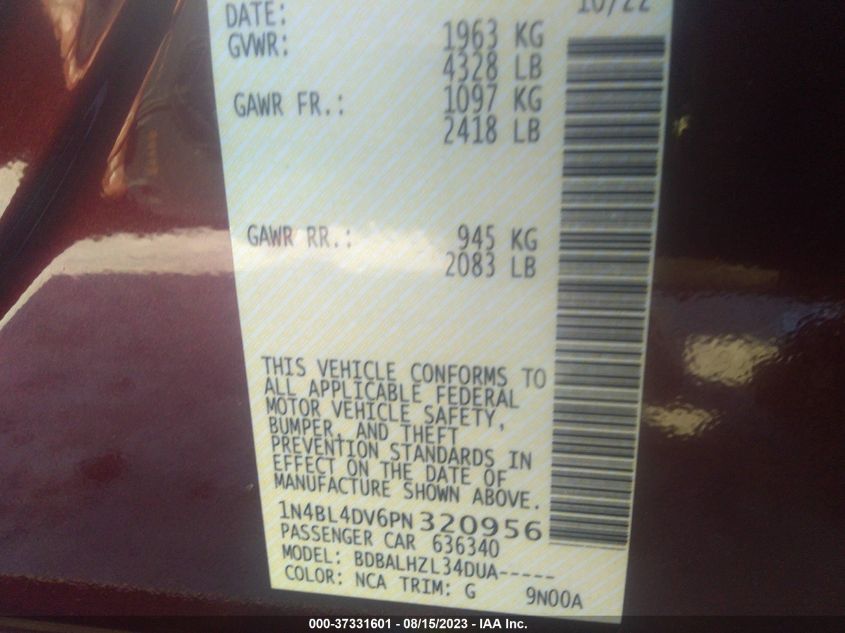 DATE: 10/22
GVWR: 1963 KG
4328 LB
GAWR FR.: 1097 KG
2418 LB
GAWR RR.: 945 KG
2083 LB
THIS VEHICLE CONFORMS TO
ALL APPLICABLE FEDERAL
MOTOR VEHICLE SAFETY,
BUMPER, AND THEFT
PREVENTION STANDARDS IN
EFFECT ON THE DATE OF
MANUFACTURE SHOWN ABOVE.
1N4BL4DV6PN320956
PASSENGER CAR 636340
MODEL: BDBALHZL34DUA-----
COLOR: NCA TRIM: G 9N00A
000-37331601 - 08/15/2023 - IAA Inc.